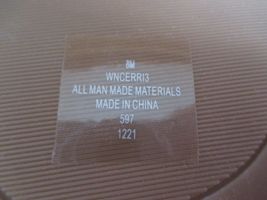 8M
WNCERRI3
ALL MAN MADE MATERIALS
MADE IN CHINA
597
1221